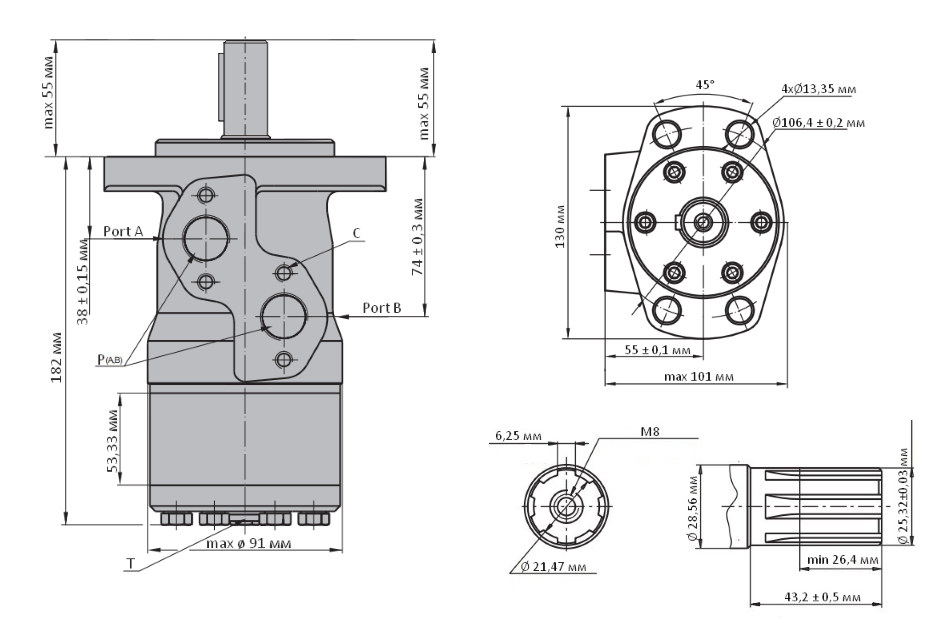 max 55 мм
max 55 мм
Port A
C
38 ± 0,15 мм
74 ± 0,3 мм
Port B
182 мм
P(A,B)
53,33 мм
max ø 91 мм
T
45°
4xØ13,35 мм
Ø106,4 ± 0,2 мм
130 мм
55 ± 0,1 мм
max 101 мм
6,25 мм
M8
Ø 21,47 мм
Ø 28,56 мм
Ø 25,32±0,03 мм
min 26,4 мм
43,2 ± 0,5 мм